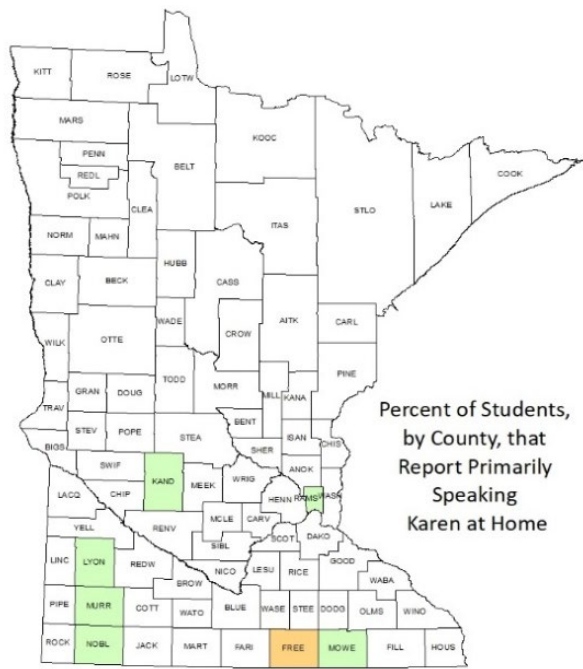 KITT
ROSE
LOTW
MARS
KOOC
PENN
BELT
COOK
REDL
POLK
CLEA
STLO
LAKE
ITAS
NORM
MAHN
HUBB
CASS
CLAY
BECK
AITK
CARL
WADE
CROW
WILK
OTTE
PINE
TODD
MORR
MILL
KANA
GRAN
DOUG
TRAV
BENT
ISAN
STEV
POPE
STEA
CHIS
BIGS
SHER
SWIF
ANOK
KAND
WRIG
MEEK
LACQ
CHIP
HENN
RAMS
WASH
MCLE
CARV
YELL
RENV
DAKO
SCOT
SIBL
LINC
LYON
REDW
NICO
LESU
RICE
GOOD
WABA
BROW
PIPE
MURR
COTT
WATO
BLUE
WASE
STEE
DODG
OLMS
WINO
ROCK
NOBL
JACK
MART
FARI
FREE
MOWE
FILL
HOUS
Percent of Students,
by County, that
Report Primarily
Speaking
Karen at Home